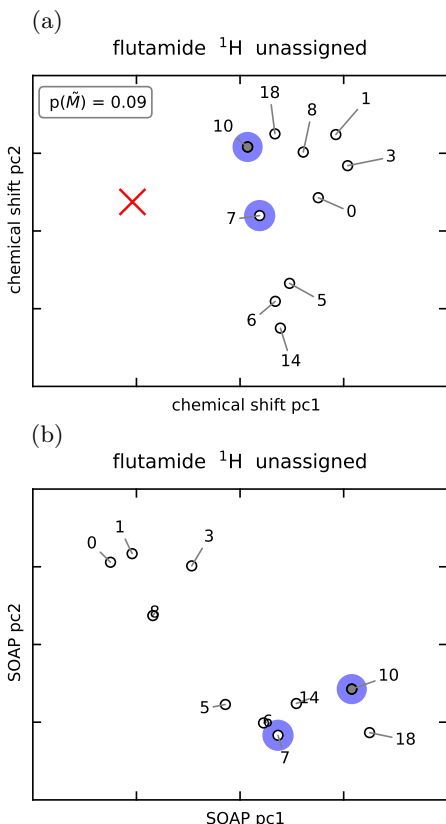 (a)
flutamide ¹H unassigned
p(M̃) = 0.09
18
1
10
8
3
7
0
5
6
14
chemical shift pc2
chemical shift pc1
(b)
flutamide ¹H unassigned
1
0
3
8
10
14
5
6
18
7
SOAP pc2
SOAP pc1